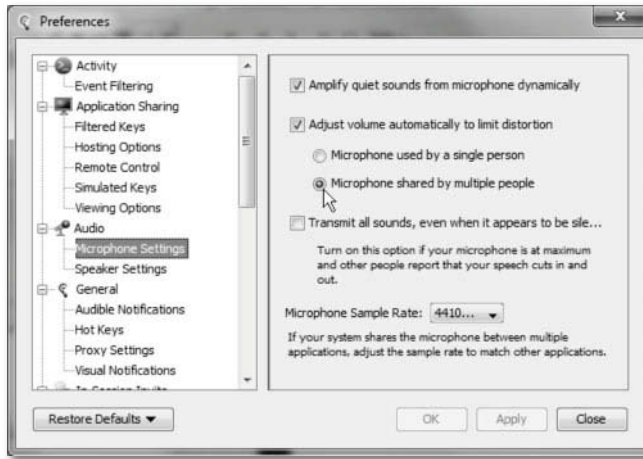 Preferences
Activity
Event Filtering
Application Sharing
Filtered Keys
Hosting Options
Remote Control
Simulated Keys
Viewing Options
Audio
Microphone Settings
Speaker Settings
General
Audible Notifications
Hot Keys
Proxy Settings
Visual Notifications
In-Session Invite
Amplify quiet sounds from microphone dynamically
Adjust volume automatically to limit distortion
Microphone used by a single person
Microphone shared by multiple people
Transmit all sounds, even when it appears to be sile...
Turn on this option if your microphone is at maximum
and other people report that your speech cuts in and
out.
Microphone Sample Rate: 4410...
If your system shares the microphone between multiple
applications, adjust the sample rate to match other applications.
Restore Defaults
OK
Apply
Close